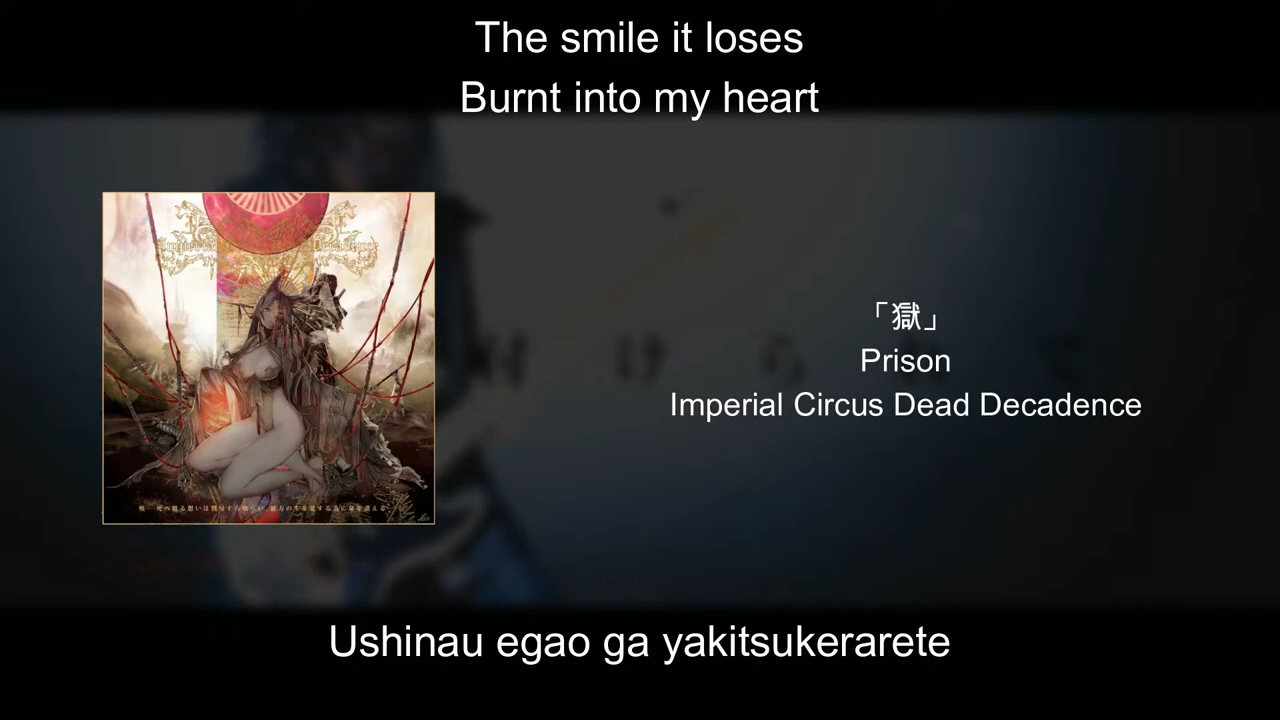 The smile it loses
Burnt into my heart
「獄」
Prison
Imperial Circus Dead Decadence
Ushinau egao ga yakitsukerarete